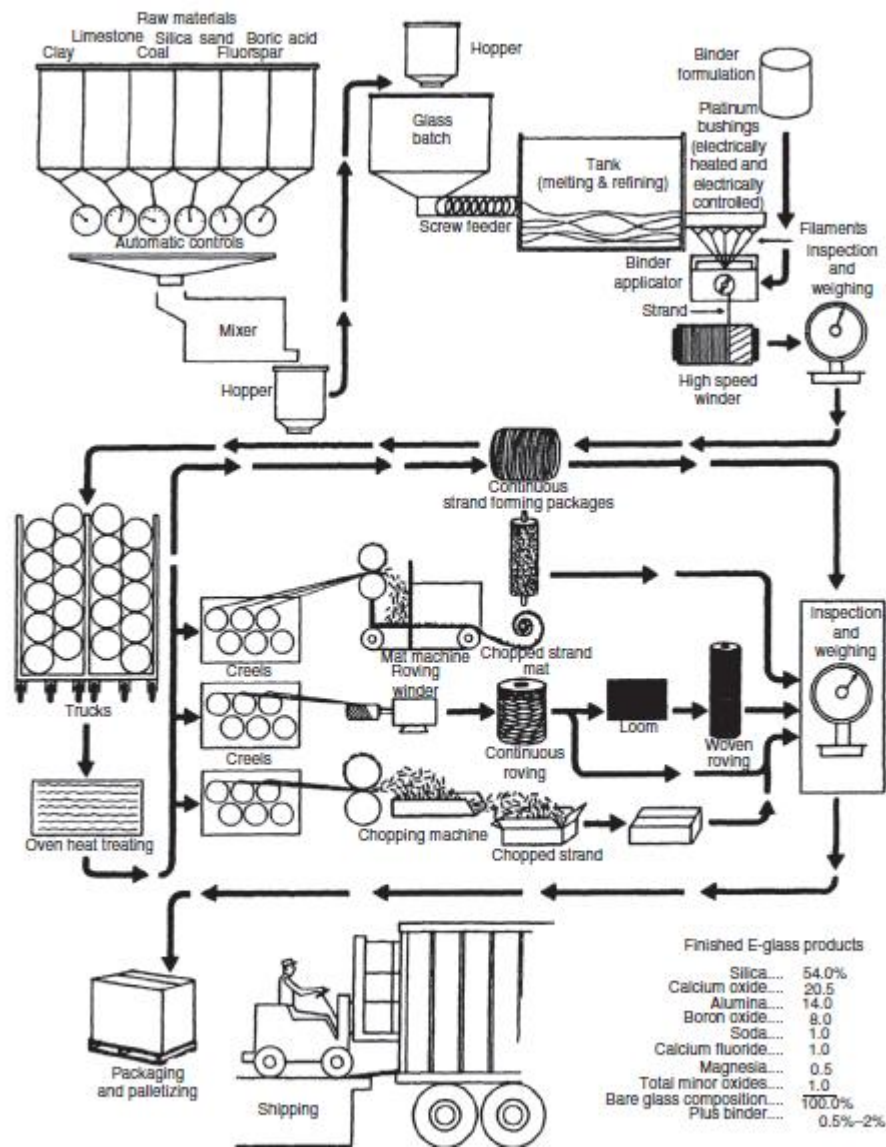 Raw materials
Limestone Silica sand Boric acid
Clay Coal Fluorspar
Automatic controls
Mixer
Hopper
Hopper
Glass
batch
Screw feeder
Tank
(melting & refining)
Binder
formulation
Platinum
bushings
(electrically
heated and
electrically
controlled)
Filaments
Binder
applicator
Strand
High speed
winder
Inspection
and
weighing
Continuous
strand forming packages
Trucks
Oven heat treating
Creels
Mat machine
Chopped strand
mat
Creels
Roving
winder
Continuous
roving
Loom
Woven
roving
Chopping machine
Chopped strand
Inspection
and
weighing
Packaging
and palletizing
Shipping
Finished E-glass products
Silica.... 54.0%
Calcium oxide.... 20.5
Alumina.... 14.0
Boron oxide.... 8.0
Soda.... 1.0
Calcium fluoride.... 1.0
Magnesia.... 0.5
Total minor oxides.... 1.0
Bare glass composition.... 100.0%
Plus binder.... 0.5%–2%